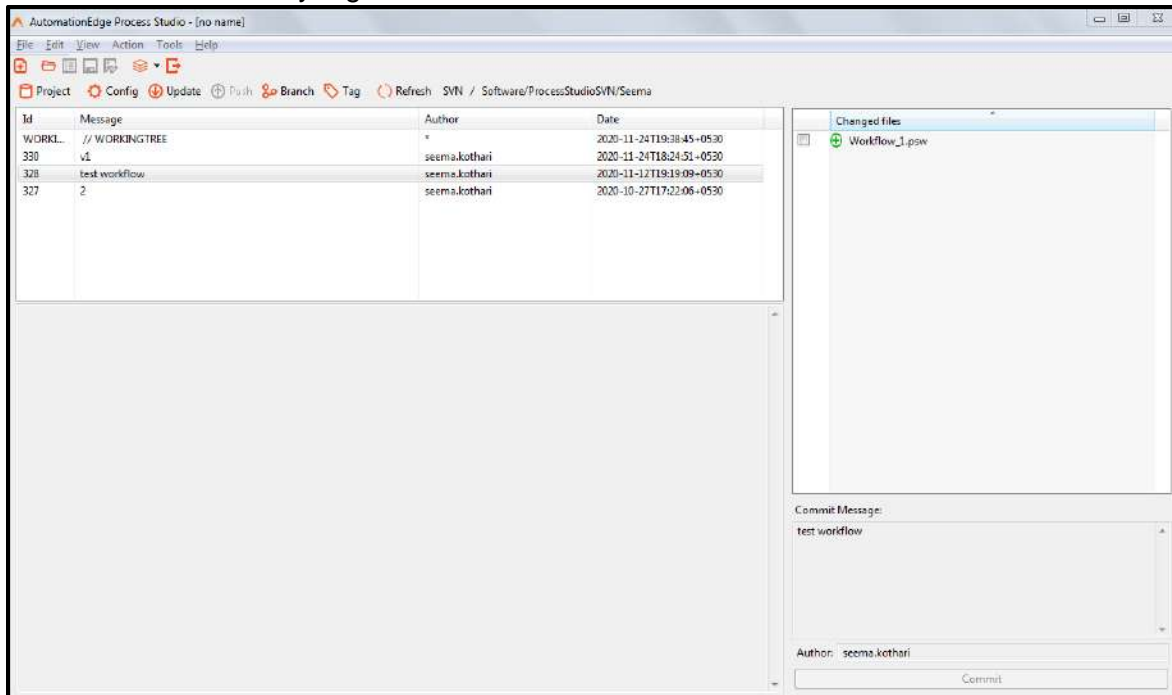 AutomationEdge Process Studio - [no name]
File Edit View Action Tools Help
Project Config Update Push Branch Tag Refresh SVN / Software/ProcessStudioSVN/Seema
Id Message Author Date
WORKI... // WORKINGTREE * 2020-11-24T19:38:45+0530
330 v1 seema.kothari 2020-11-24T18:24:51+0530
328 test workflow seema.kothari 2020-11-12T19:19:09+0530
327 2 seema.kothari 2020-10-27T17:22:06+0530
Changed files
Workflow_1.psw
Commit Message:
test workflow
Author: seema.kothari
Commit